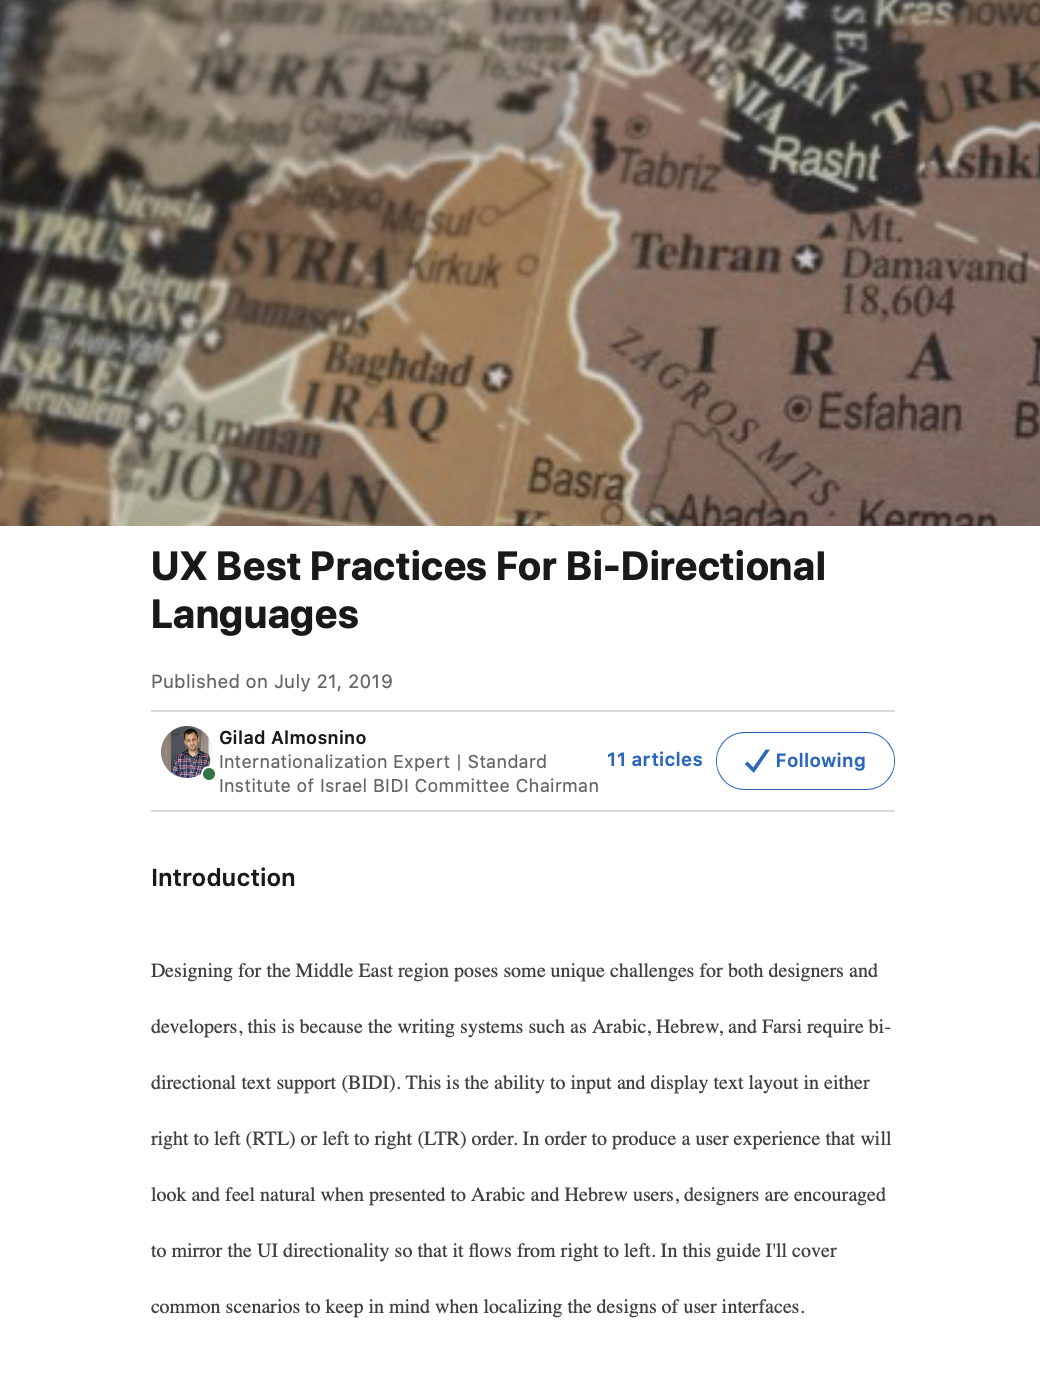 Ankara Trabzon Yerevan Kras
TURKEY
AZERBAIJAN
ARMENIA
SEA
T URK
Gaziantep
Rasht
Ashk
Tabriz
Nicosia
Aleppo Mosul
Mt.
CYPRUS
SYRIA Kirkuk
Tehran
Damavand
18,604
Beirut
LEBANON
Damascus
ZAGROS MTS.
IRA
Baghdad
IRAQ
ISRAEL
Jerusalem
Esfahan
B
Amman
JORDAN
Basra
Abadan
Kerman
UX Best Practices For Bi-Directional
Languages
Published on July 21, 2019
Gilad Almosnino
Internationalization Expert | Standard
Institute of Israel BIDI Committee Chairman
11 articles
Following
Introduction
Designing for the Middle East region poses some unique challenges for both designers and
developers, this is because the writing systems such as Arabic, Hebrew, and Farsi require bi-
directional text support (BIDI). This is the ability to input and display text layout in either
right to left (RTL) or left to right (LTR) order. In order to produce a user experience that will
look and feel natural when presented to Arabic and Hebrew users, designers are encouraged
to mirror the UI directionality so that it flows from right to left. In this guide I'll cover
common scenarios to keep in mind when localizing the designs of user interfaces.